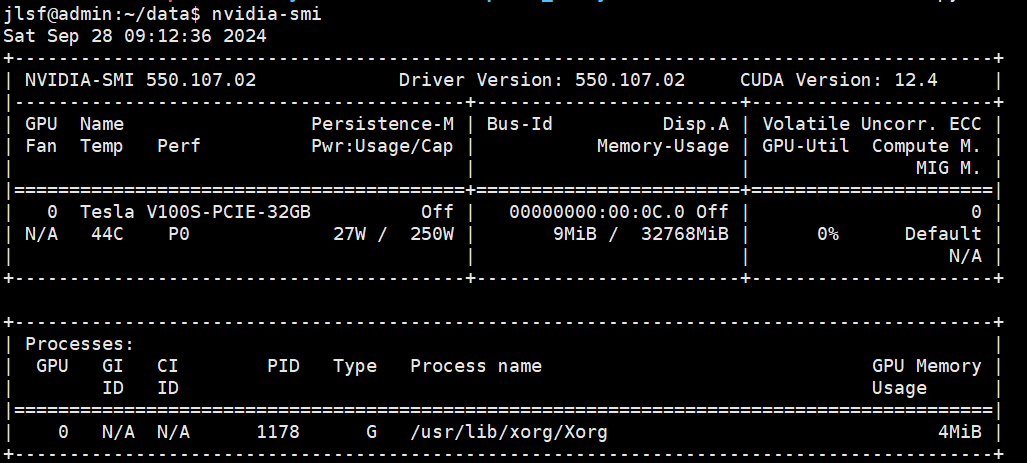 jlsf@admin:~/data$ nvidia-smi
Sat Sep 28 09:12:36 2024
+-----------------------------------------------------------------------------------------+
| NVIDIA-SMI 550.107.02             Driver Version: 550.107.02     CUDA Version: 12.4     |
|-----------------------------------------+------------------------+----------------------+
| GPU  Name                 Persistence-M | Bus-Id          Disp.A | Volatile Uncorr. ECC |
| Fan  Temp   Perf          Pwr:Usage/Cap |           Memory-Usage | GPU-Util  Compute M. |
|                                         |                        |               MIG M. |
|=========================================+========================+======================|
|   0  Tesla V100S-PCIE-32GB          Off |   00000000:00:0C.0 Off |                    0 |
| N/A   44C    P0             27W /  250W |       9MiB /  32768MiB |      0%      Default |
|                                         |                        |                  N/A |
+-----------------------------------------+------------------------+----------------------+

+-----------------------------------------------------------------------------------------+
| Processes:                                                                              |
|  GPU   GI   CI        PID   Type   Process name                              GPU Memory |
|        ID   ID                                                               Usage      |
|=========================================================================================|
|    0   N/A  N/A      1178      G   /usr/lib/xorg/Xorg                              4MiB |
+-----------------------------------------------------------------------------------------+